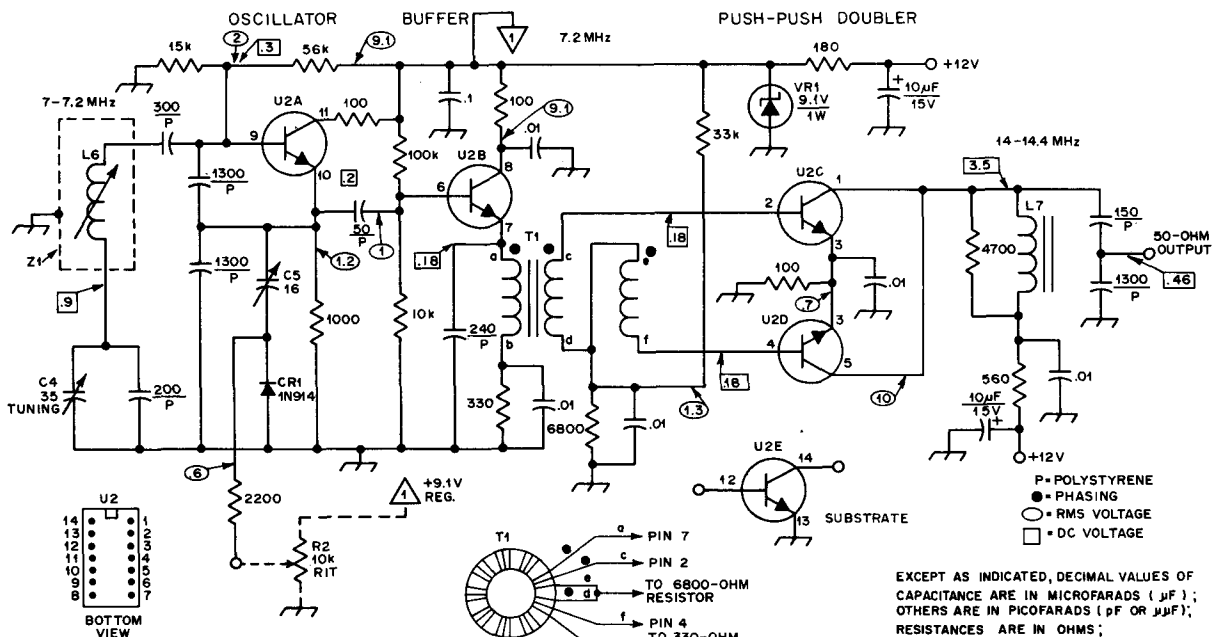 OSCILLATOR BUFFER PUSH-PUSH DOUBLER
1
7.2 MHz
2 .3 9.1
15k 56k 180 +12V
7-7.2 MHz
U2A
100
.1
100
9.1
VR1
9.1V
1W
10µF
15V
300
P
11
9
10
.2
100k
.01
33k
14-14.4 MHz
L6
1300
P
U2B
8
6
7
U2C
1
2
3
3.5
L7
150
P
50
P
1
.18
T1
a
b
c
d
e
f
.18
4700
50-OHM
OUTPUT
Z1
1300
P
C5
16
1.2
100
.01
.7
1300
P
.46
.9
1000
10k
240
P
U2D
3
4
5
C4
35
TUNING
200
P
CR1
1N914
330
.01
6800
.01
1.3
.18
10
560
.01
10µF
15V
+12V
.6
2200
1
+9.1V
REG.
U2E
14
12
13
SUBSTRATE
P = POLYSTYRENE
= PHASING
= RMS VOLTAGE
= DC VOLTAGE
U2
14 1
13 2
12 3
11 4
10 5
9 6
8 7
BOTTOM
VIEW
R2
10k
RIT
T1
a PIN 7
c PIN 2
e
d
TO 6800-OHM
RESISTOR
f PIN 4
TO 330-OHM
EXCEPT AS INDICATED, DECIMAL VALUES OF
CAPACITANCE ARE IN MICROFARADS ( µF ) ;
OTHERS ARE IN PICOFARADS ( pF OR µµF);
RESISTANCES ARE IN OHMS;